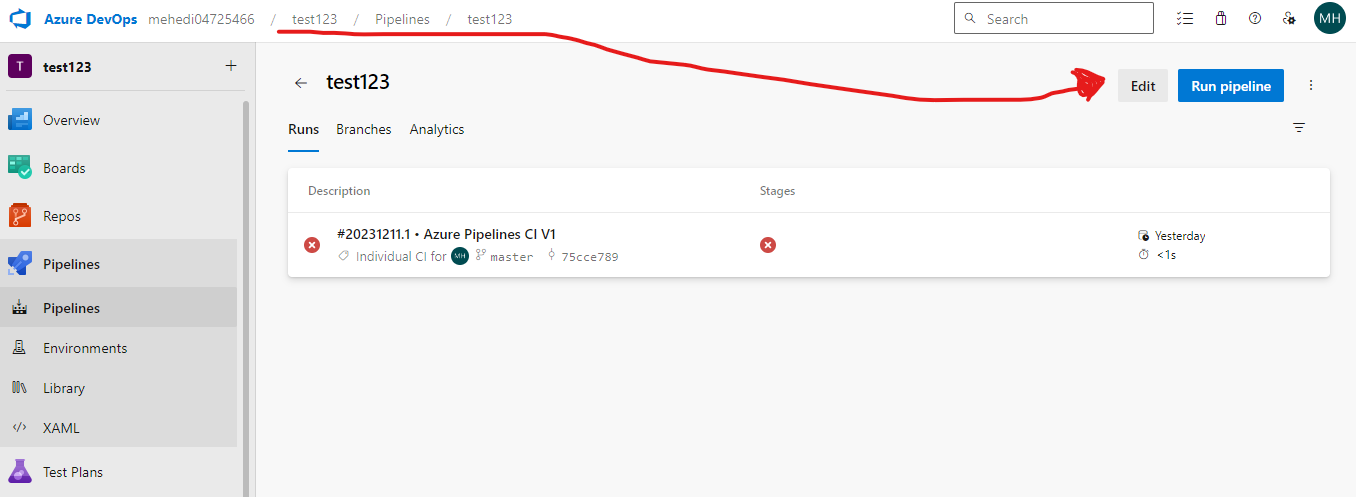 Azure DevOps mehedi04725466 / test123 / Pipelines / test123 Search MH
T test123 +
test123 Edit Run pipeline
Overview
Boards
Repos
Pipelines
Pipelines
Environments
Library
XAML
Test Plans
Runs Branches Analytics
Description Stages
#20231211.1 • Azure Pipelines CI V1 Yesterday
Individual CI for MH master 75cce789 <1s